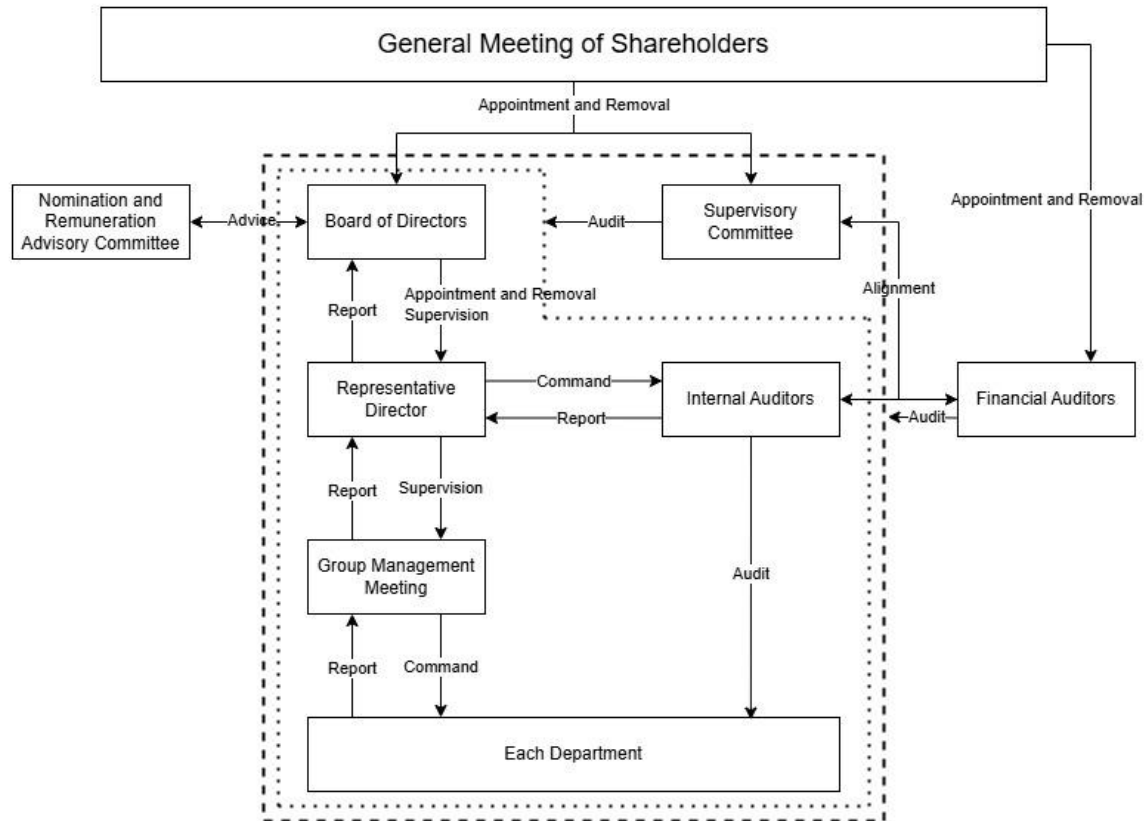 General Meeting of Shareholders
Appointment and Removal
Nomination and
Remuneration
Advisory Committee
Advice
Board of Directors
Audit
Supervisory
Committee
Appointment and Removal
Alignment
Report
Appointment and Removal
Supervision
Representative
Director
Command
Report
Internal Auditors
Financial Auditors
Audit
Report
Supervision
Group Management
Meeting
Audit
Report
Command
Each Department